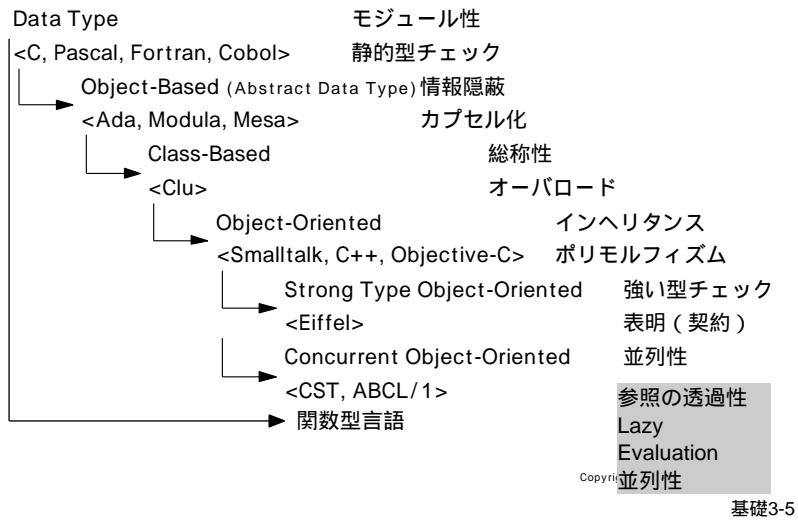 Data Type モジュール性
<C, Pascal, Fortran, Cobol> 静的型チェック
Object-Based (Abstract Data Type) 情報隠蔽
<Ada, Modula, Mesa> カプセル化
Class-Based 総称性
<Clu> オーバロード
Object-Oriented インヘリタンス
<Smalltalk, C++, Objective-C> ポリモルフィズム
Strong Type Object-Oriented 強い型チェック
<Eiffel> 表明(契約)
Concurrent Object-Oriented 並列性
<CST, ABCL/1>
関数型言語
参照の透過性
Lazy
Evaluation
並列性
基礎3-5